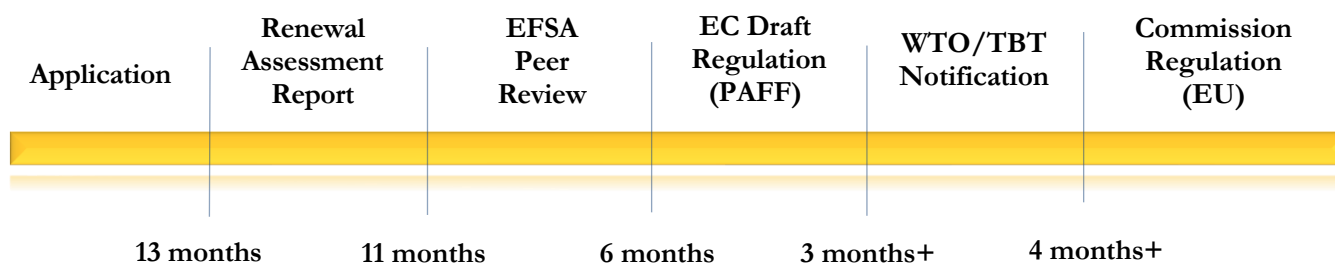 Application
Renewal
Assessment
Report
EFSA
Peer
Review
EC Draft
Regulation
(PAFF)
WTO/TBT
Notification
Commission
Regulation
(EU)
13 months
11 months
6 months
3 months+
4 months+